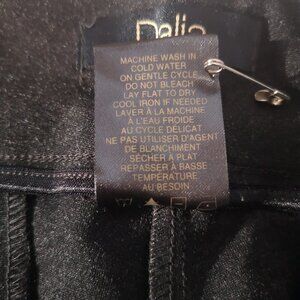 Dalia
MACHINE WASH IN
COLD WATER
ON GENTLE CYCLE
DO NOT BLEACH
LAY FLAT TO DRY
COOL IRON IF NEEDED
LAVER À LA MACHINE
À L'EAU FROIDE
AU CYCLE DÉLICAT
NE PAS UTILISER D'AGENT
DE BLANCHIMENT
SÉCHER À PLAT
REPASSER À BASSE
TEMPÉRATURE
AU BESOIN